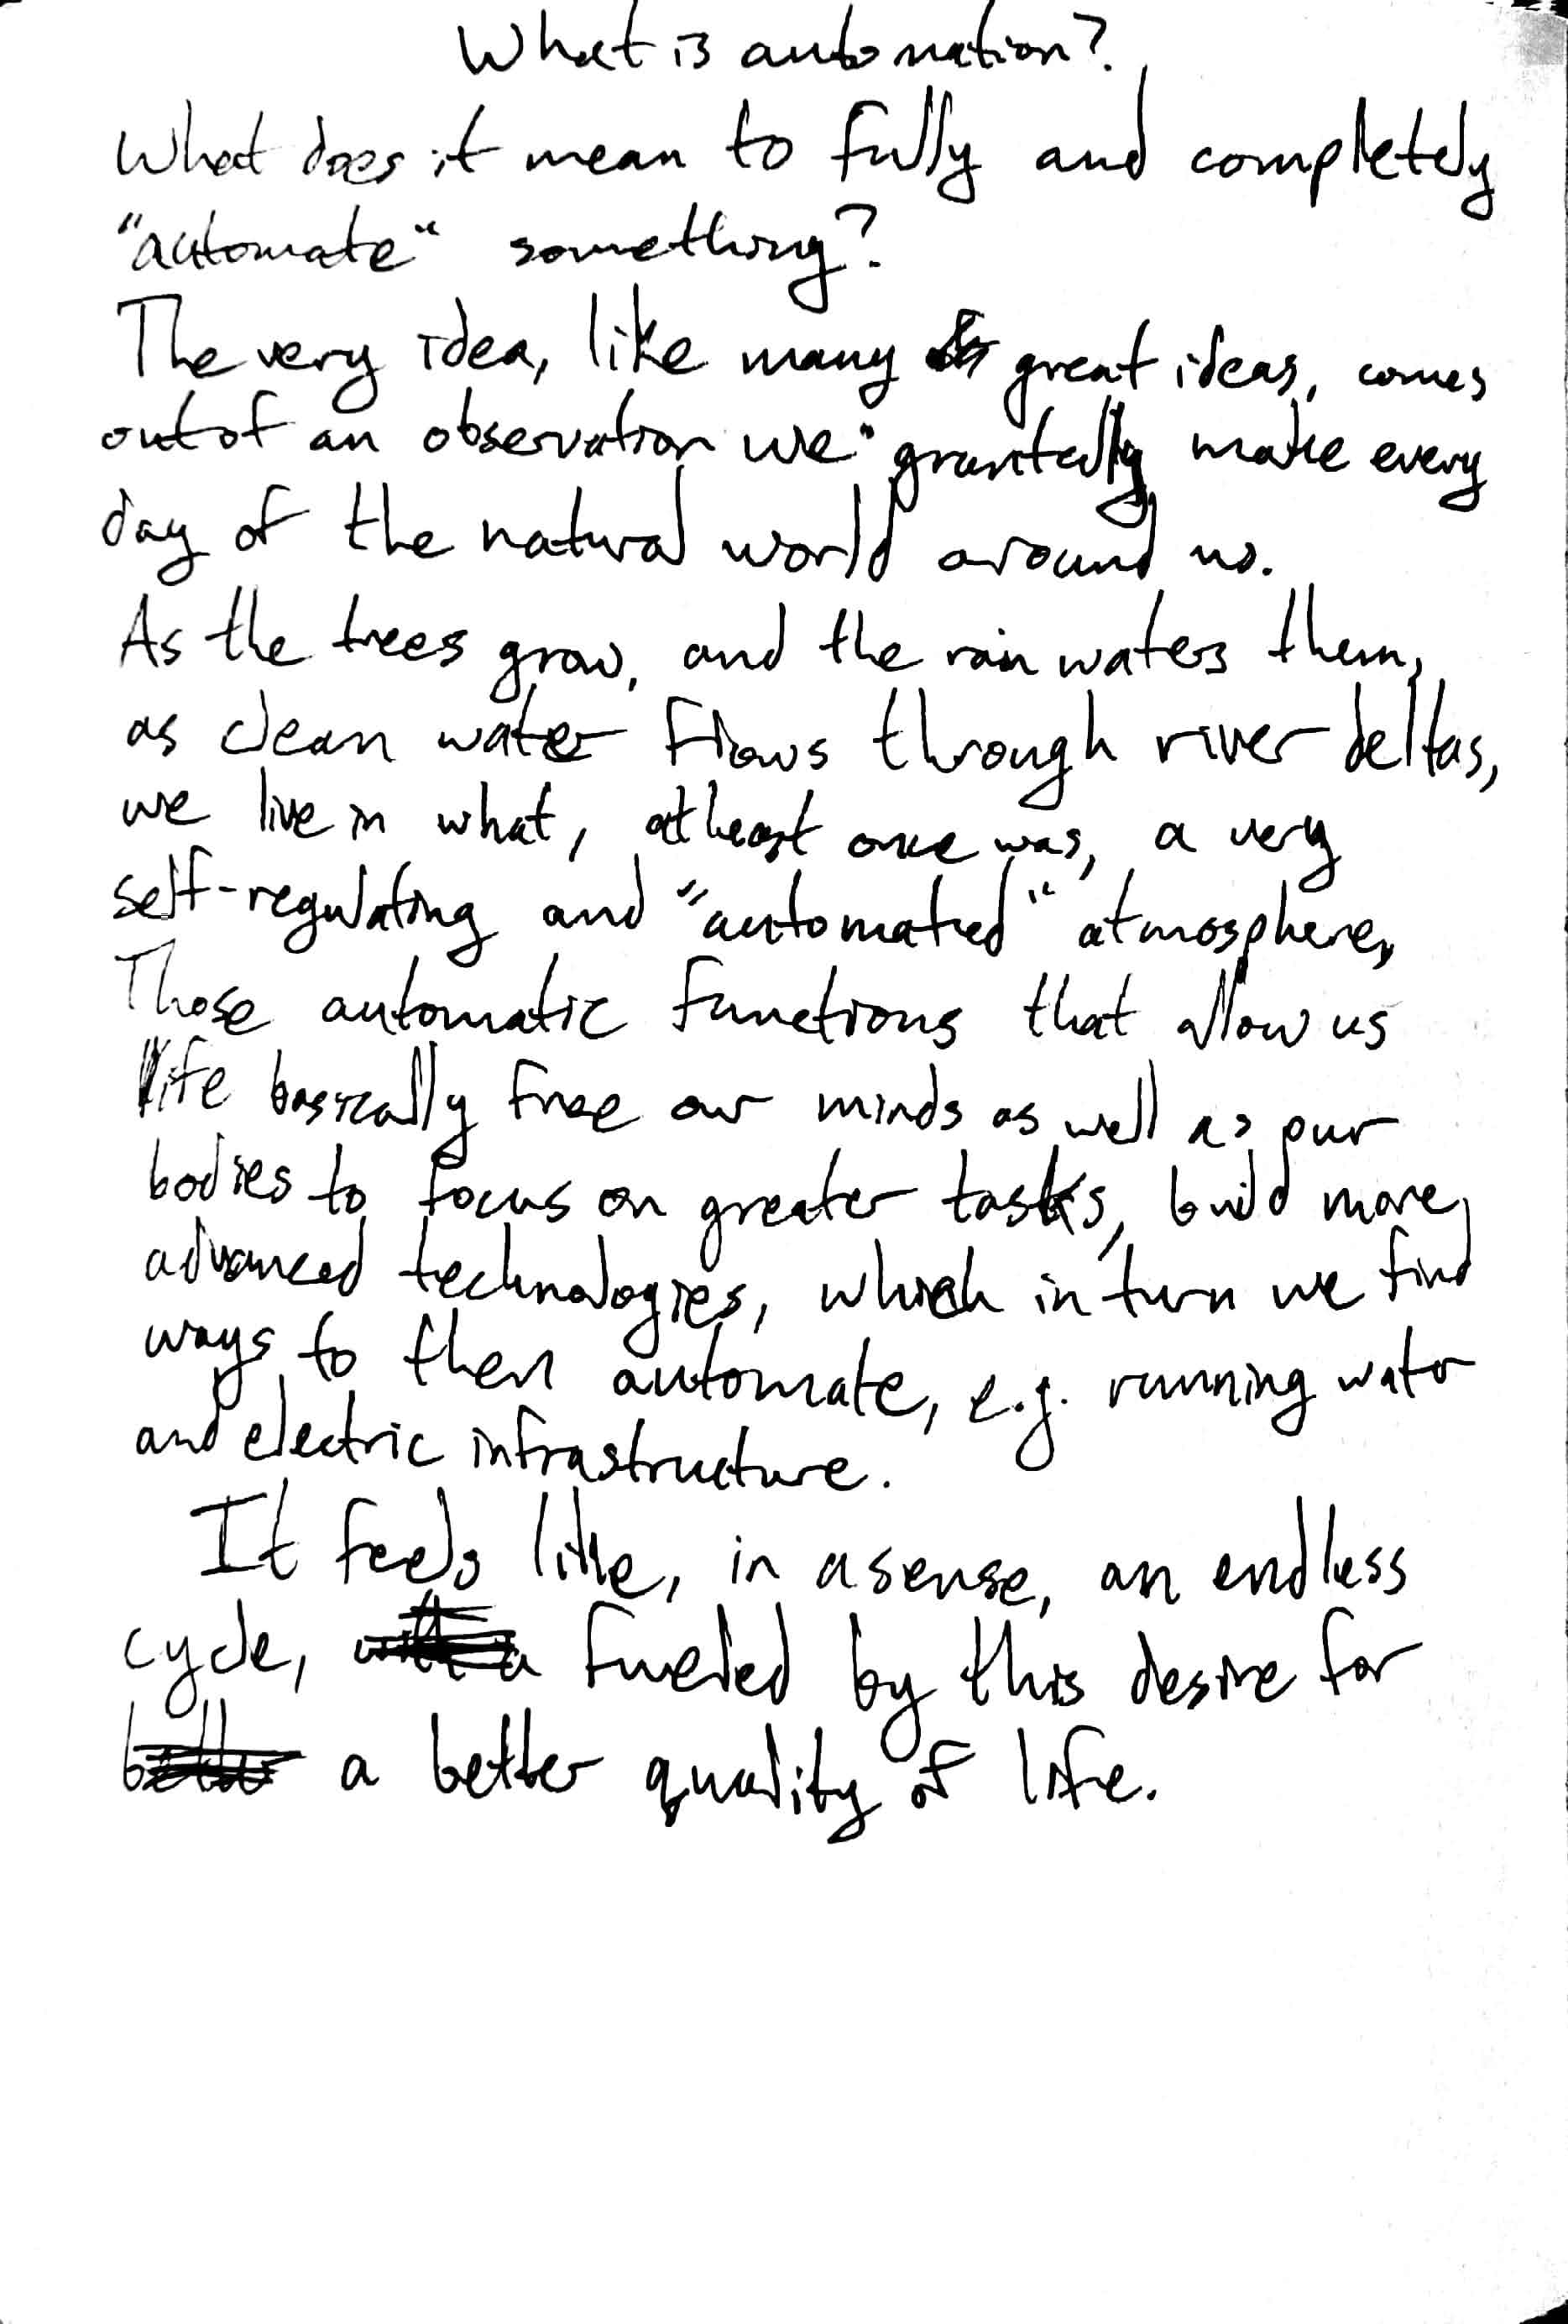 What is automation?
What does it mean to fully and completely
"automate" something?
The very idea, like many great ideas, comes
out of an observation we grantedly make every
day of the natural world around us.
As the trees grow, and the rain waters them,
as clean water flows through river deltas,
we live in what, at least once was, a very
self-regulating and "automated" atmosphere,
Those automatic functions that allow us
life basically free our minds as well as our
bodies to focus on greater tasks, build more
advanced technologies, which in turn we find
ways to then automate, e.g. running water
and electric infrastructure.
It feels like, in a sense, an endless
cycle, fueled by this desire for
a better quality of life.